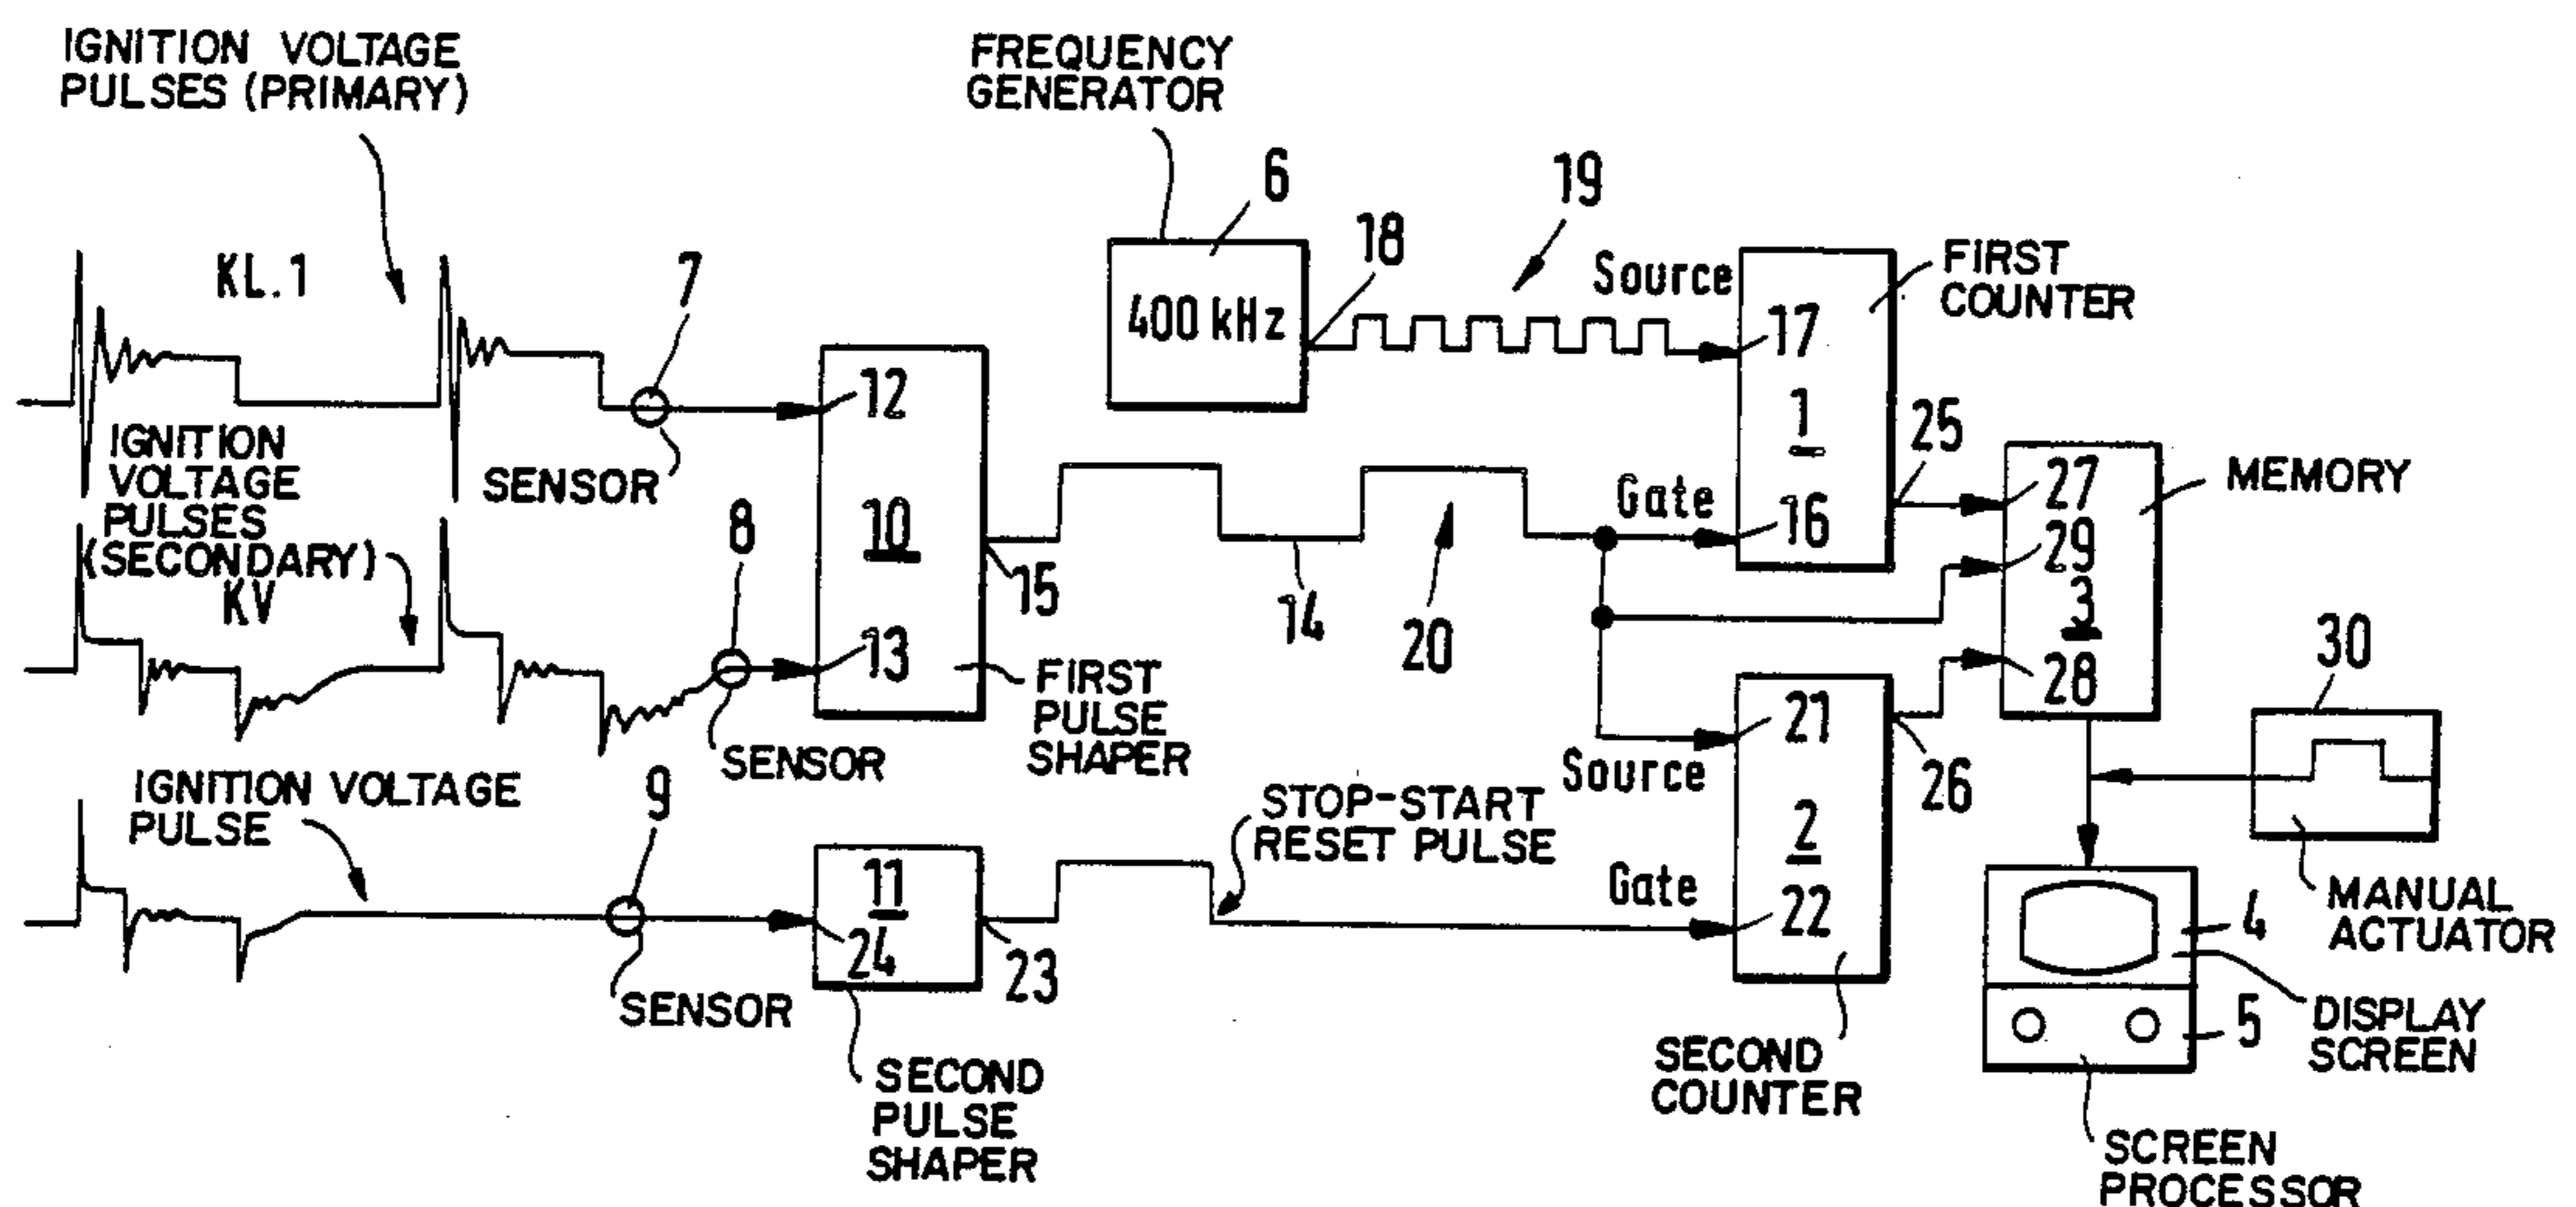 IGNITION VOLTAGE
PULSES (PRIMARY)
FREQUENCY
GENERATOR
6
19
18
KL.1
7
400 kHz
Source
17
FIRST
COUNTER
12
1
25
IGNITION
VOLTAGE
PULSES
(SECONDARY)
KV
SENSOR
8
10
15
14
20
Gate
16
27
29
3
28
MEMORY
13
FIRST
PULSE
SHAPER
SENSOR
30
21
Source
26
IGNITION VOLTAGE
PULSE
9
STOP-START
RESET PULSE
2
Gate
22
11
24
23
SENSOR
MANUAL
ACTUATOR
4
5
DISPLAY
SCREEN
SECOND
PULSE
SHAPER
SECOND
COUNTER
SCREEN
PROCESSOR